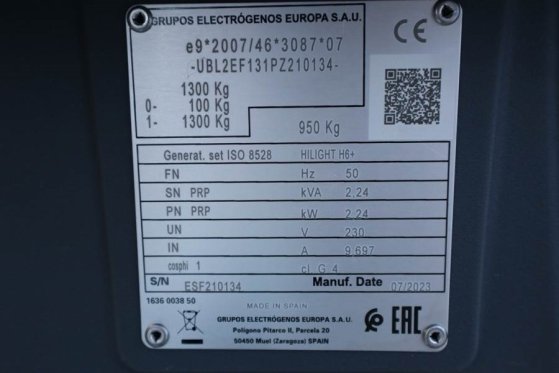 GRUPOS ELECTRÓGENOS EUROPA S.A.U.
e9*2007/46*3087*07
-UBL2EF131PZ210134-
1300 Kg
0- 100 Kg
1- 1300 Kg
950 Kg
CE
Generat. set ISO 8528 HILIGHT H6+
FN Hz 50
SN PRP kVA 2,24
PN PRP kW 2,24
UN V 230
IN A 9,697
cosphi 1 cl. G 4
S/N ESF210134 Manuf. Date 07/2023
1636 0038 50
MADE IN SPAIN
GRUPOS ELECTRÓGENOS EUROPA S.A.U.
Polígono Pitarco II, Parcela 20
50450 Muel (Zaragoza) SPAIN
EAC